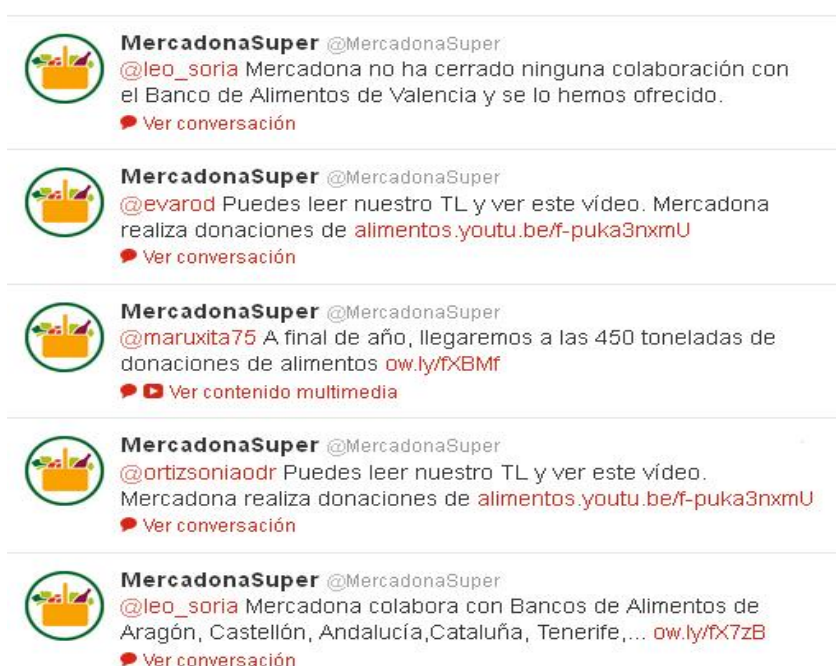 MercadonaSuper @MercadonaSuper
@leo_soria Mercadona no ha cerrado ninguna colaboración con
el Banco de Alimentos de Valencia y se lo hemos ofrecido.
Ver conversación
MercadonaSuper @MercadonaSuper
@evarod Puedes leer nuestro TL y ver este vídeo. Mercadona
realiza donaciones de alimentos.youtu.be/f-puka3nxmU
Ver conversación
MercadonaSuper @MercadonaSuper
@maruxita75 A final de año, llegaremos a las 450 toneladas de
donaciones de alimentos ow.ly/fXBMf
Ver contenido multimedia
MercadonaSuper @MercadonaSuper
@ortizsoniaodr Puedes leer nuestro TL y ver este vídeo.
Mercadona realiza donaciones de alimentos.youtu.be/f-puka3nxmU
Ver conversación
MercadonaSuper @MercadonaSuper
@leo_soria Mercadona colabora con Bancos de Alimentos de
Aragón, Castellón, Andalucía,Cataluña, Tenerife,... ow.ly/fX7zB
Ver conversación